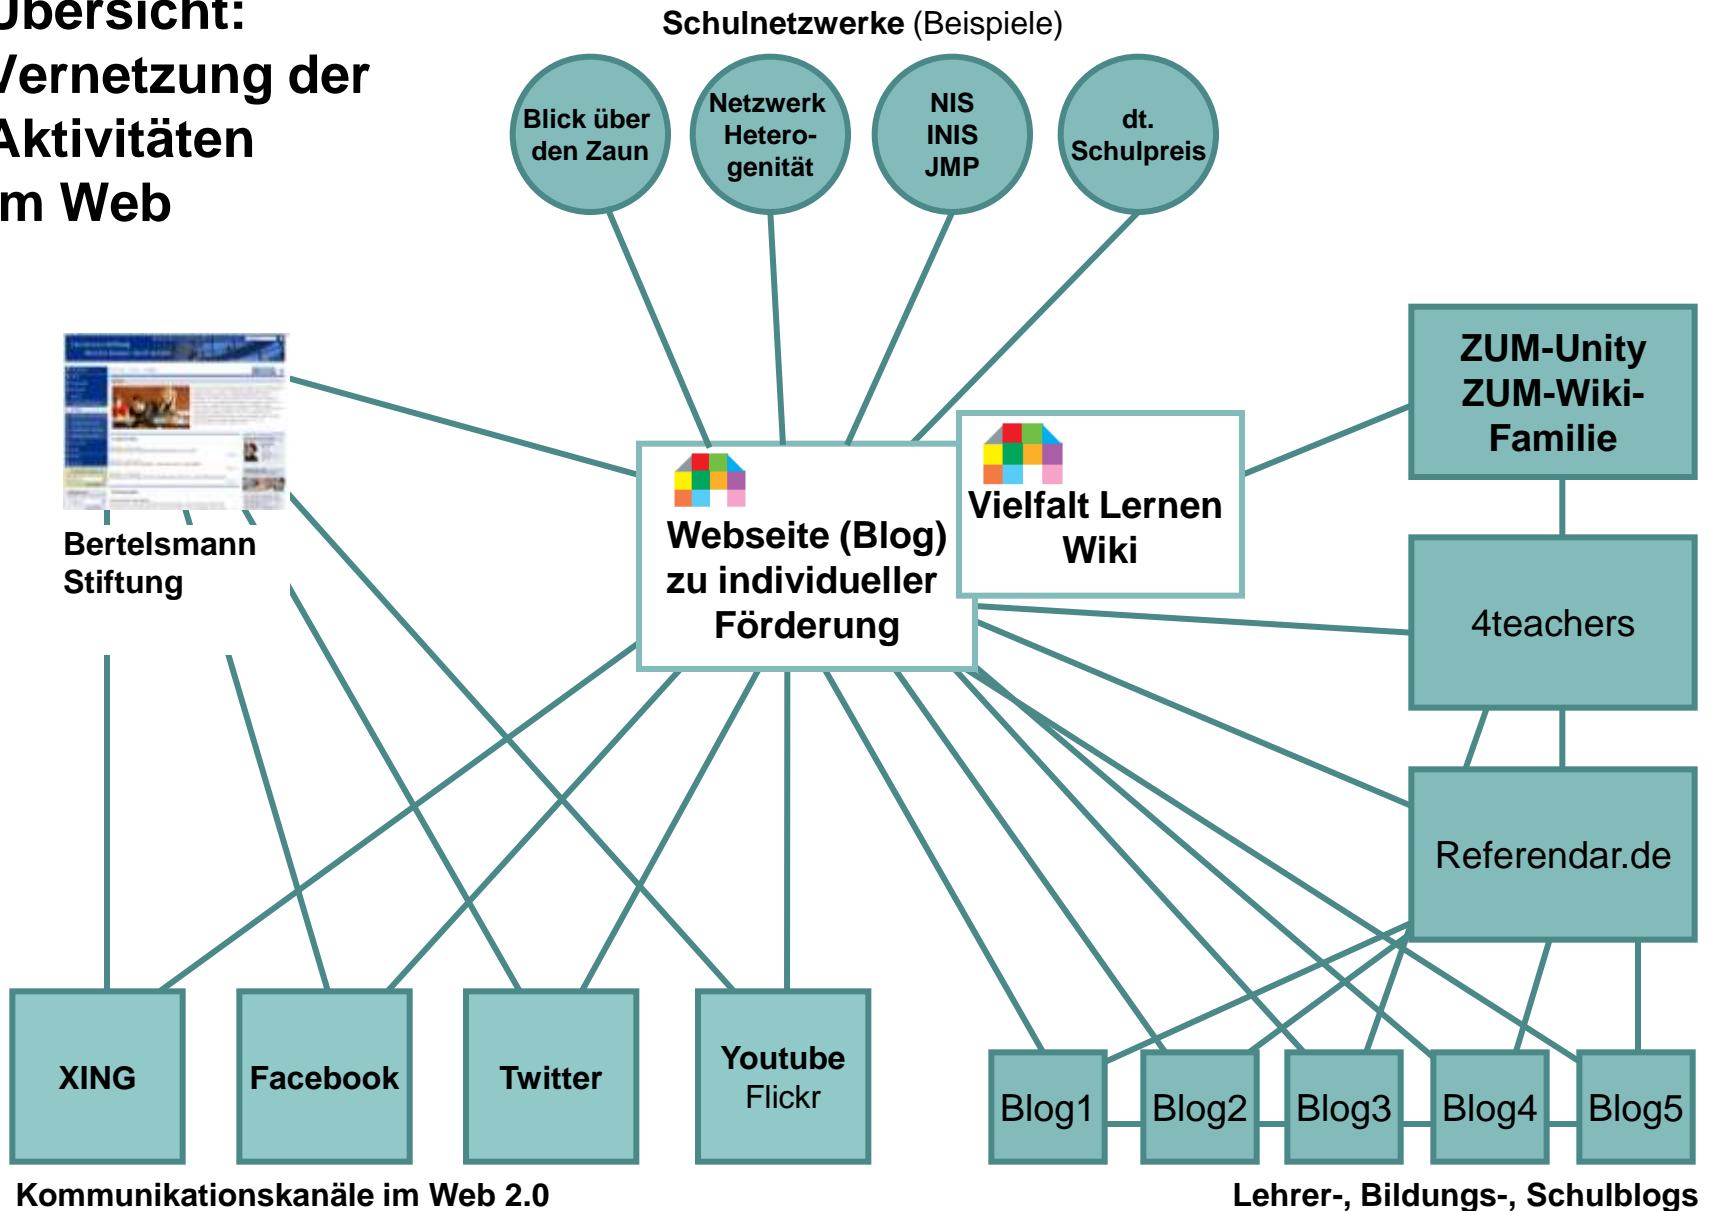 Übersicht:
Vernetzung der
Aktivitäten
im Web
Schulnetzwerke (Beispiele)
Blick über
den Zaun
Netzwerk
Hetero-
genität
NIS
INIS
JMP
dt.
Schulpreis
Bertelsmann
Stiftung
Webseite (Blog)
zu individueller
Förderung
Vielfalt Lernen
Wiki
ZUM-Unity
ZUM-Wiki-
Familie
4teachers
Referendar.de
XING
Facebook
Twitter
Youtube
Flickr
Blog1
Blog2
Blog3
Blog4
Blog5
Kommunikationskanäle im Web 2.0
Lehrer-, Bildungs-, Schulblogs